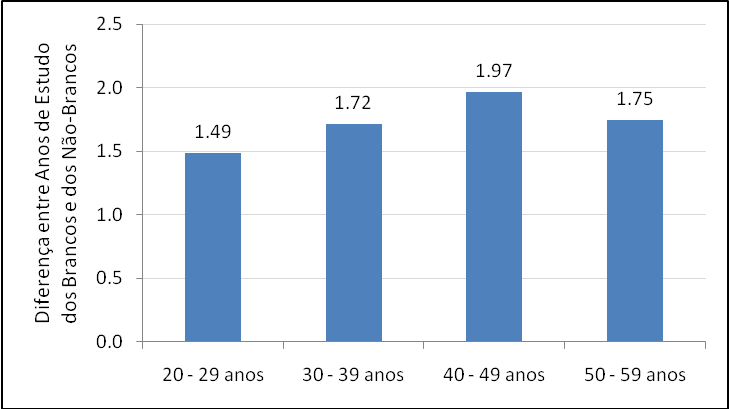 Diferença entre Anos de Estudo
dos Brancos e dos Não-Brancos
2.5
2.0
1.5
1.0
0.5
0.0
1.49
1.72
1.97
1.75
20 - 29 anos
30 - 39 anos
40 - 49 anos
50 - 59 anos